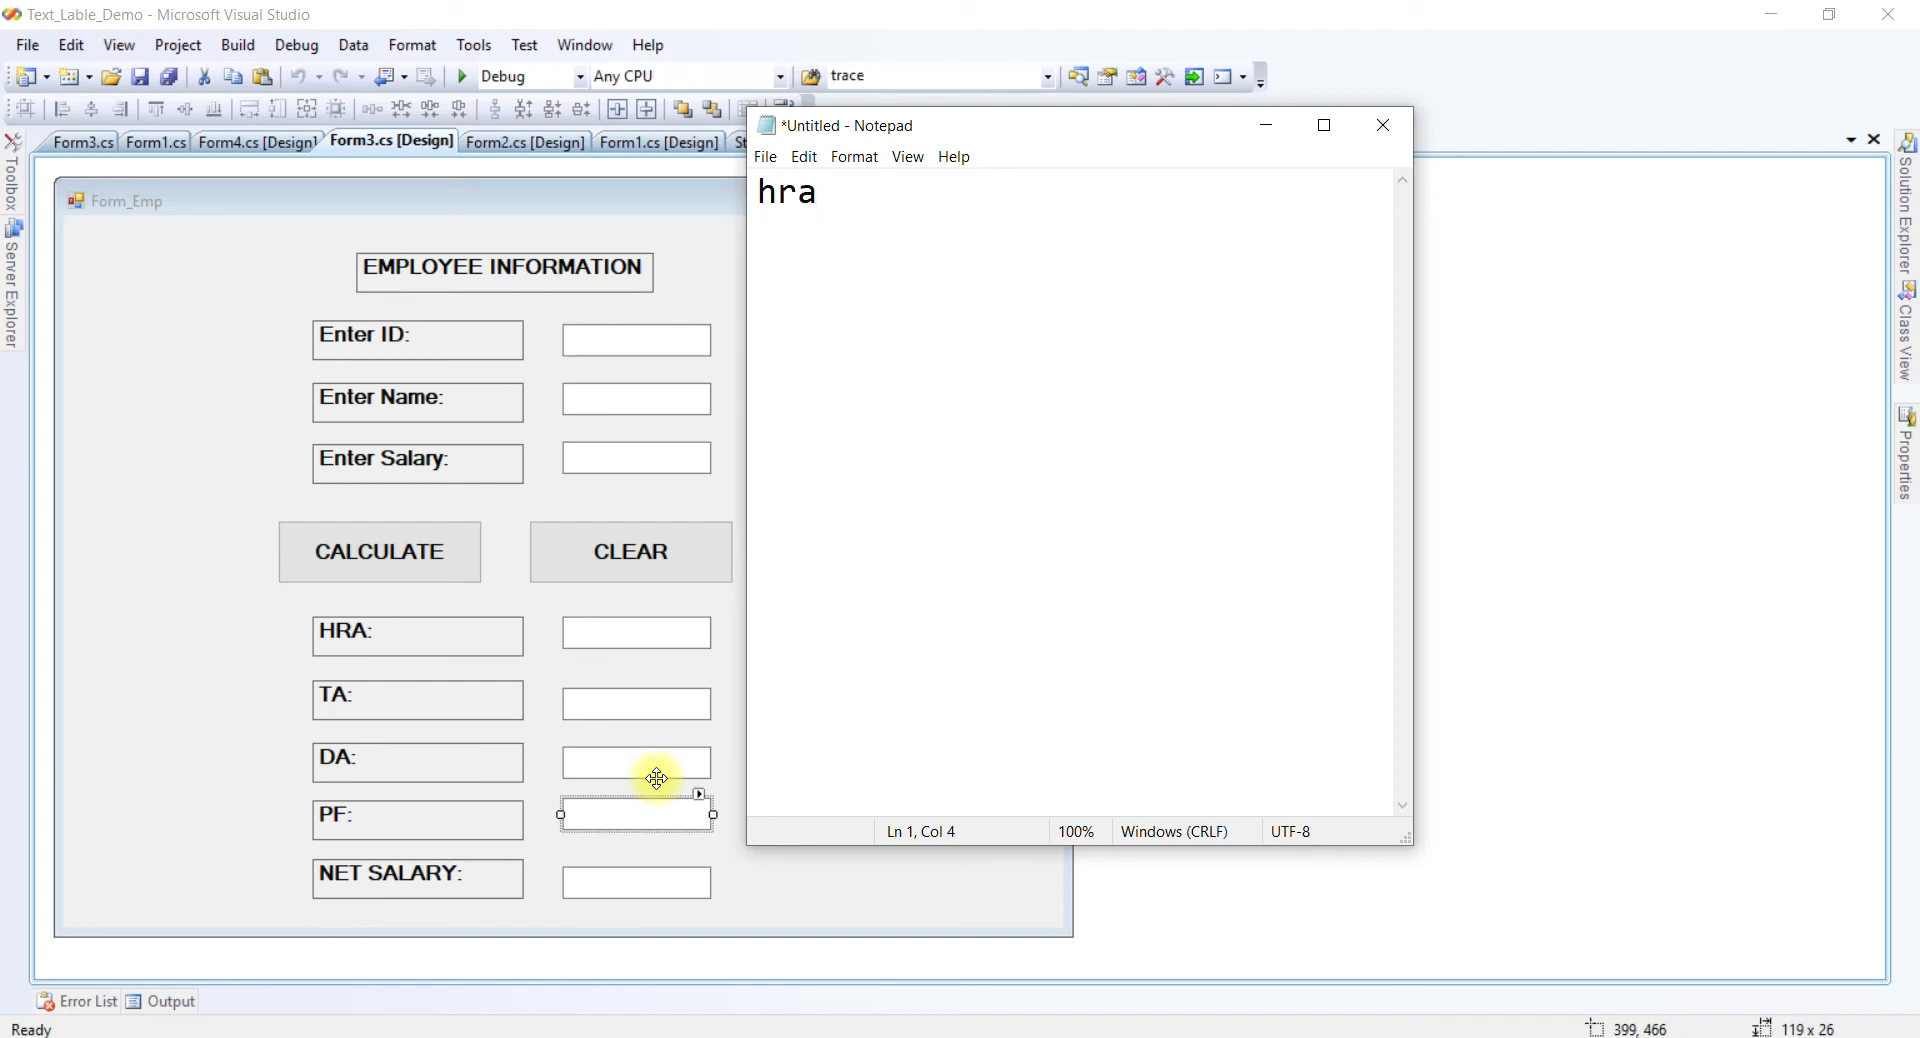 Text_Lable_Demo - Microsoft Visual Studio
File Edit View Project Build Debug Data Format Tools Test Window Help
Debug Any CPU trace
Form3.cs Form1.cs Form4.cs [Design] Form3.cs [Design] Form2.cs [Design] Form1.cs [Design] St
*Untitled - Notepad
File Edit Format View Help
hra
Ln 1, Col 4 100% Windows (CRLF) UTF-8
Toolbox
Server Explorer
Form_Emp
EMPLOYEE INFORMATION
Enter ID:
Enter Name:
Enter Salary:
CALCULATE CLEAR
HRA:
TA:
DA:
PF:
NET SALARY:
Solution Explorer
Class View
Properties
Error List Output
Ready 399, 466 119 x 26